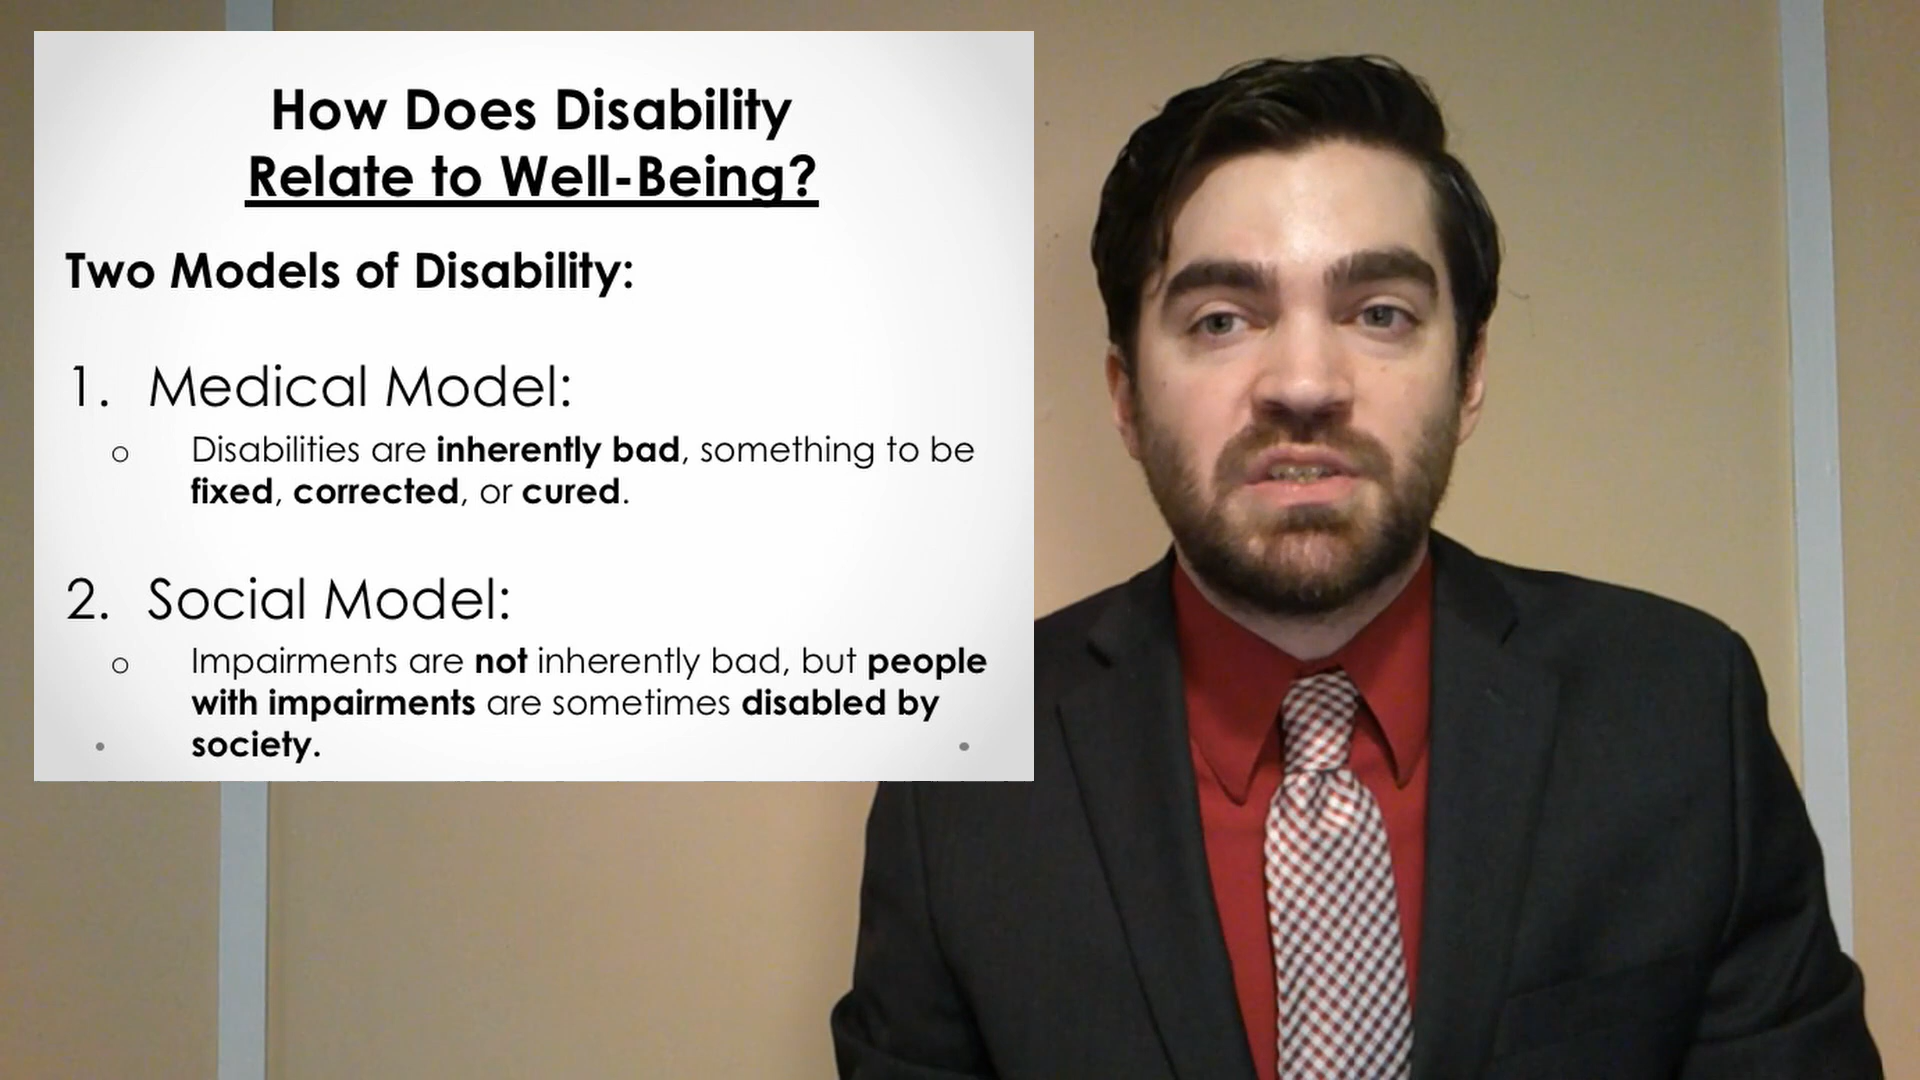 How Does Disability
Relate to Well-Being?
Two Models of Disability:
1. Medical Model:
o Disabilities are inherently bad, something to be
fixed, corrected, or cured.
2. Social Model:
o Impairments are not inherently bad, but people
with impairments are sometimes disabled by
society.